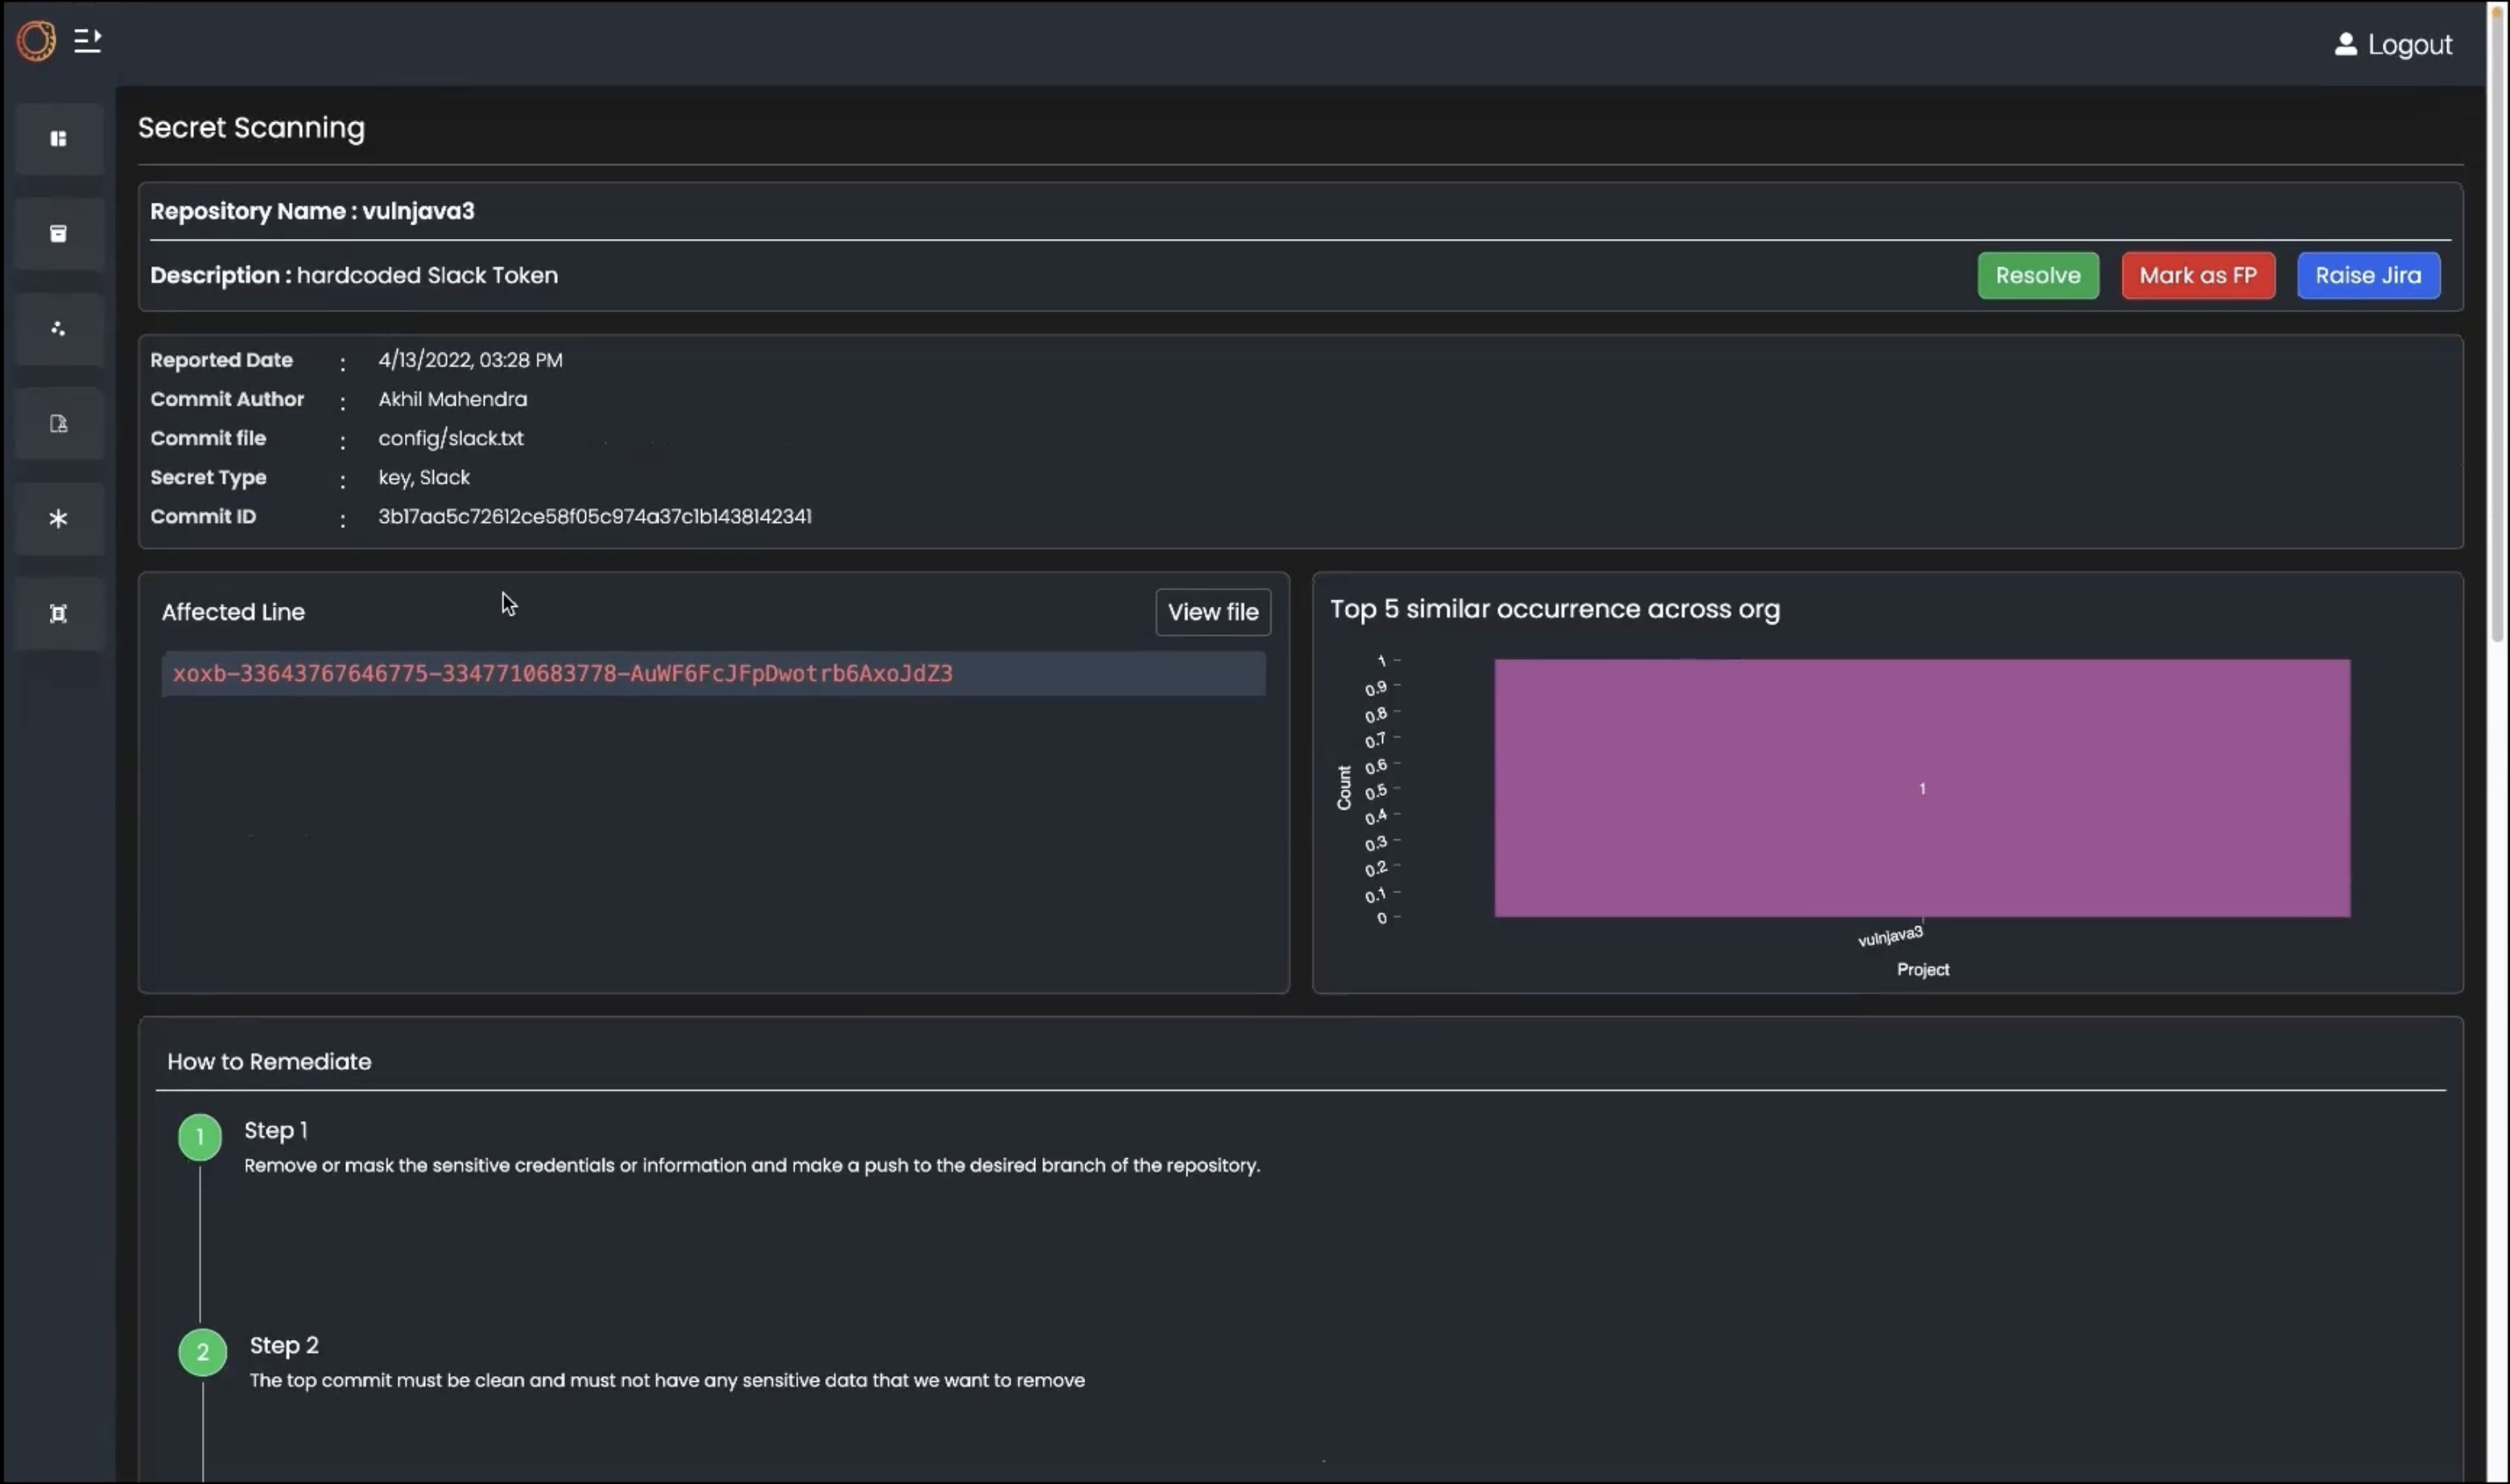 Logout
Secret Scanning
Repository Name : vulnjava3
Description : hardcoded Slack Token
Resolve
Mark as FP
Raise Jira
Reported Date : 4/13/2022, 03:28 PM
Commit Author : Akhil Mahendra
Commit file : config/slack.txt
Secret Type : key, Slack
Commit ID : 3b17aa5c72612ce58f05c974a37c1b1438142341
Affected Line
View file
xoxb-33643767646775-3347710683778-AuWF6FcJFpDwotrb6AxoJdZ3
Top 5 similar occurrence across org
1
0.9
0.8
0.7
0.6
0.5
0.4
0.3
0.2
0.1
0
Count
1
vulnjava3
Project
How to Remediate
1
Step 1
Remove or mask the sensitive credentials or information and make a push to the desired branch of the repository.
2
Step 2
The top commit must be clean and must not have any sensitive data that we want to remove